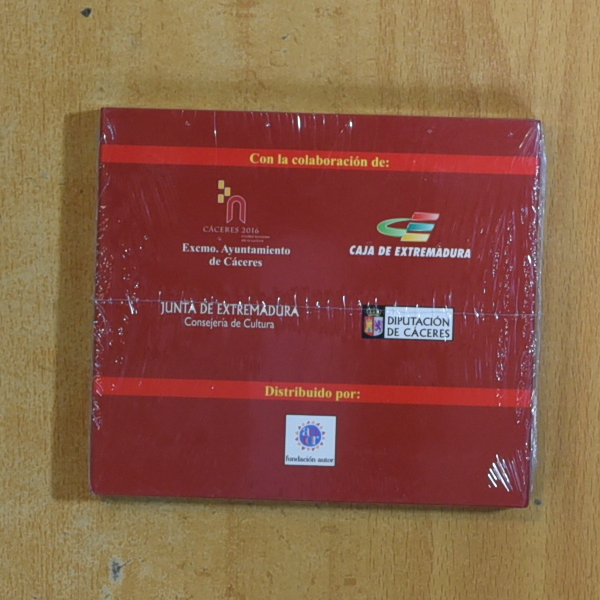 Con la colaboración de:
CÁCERES 2016
Excmo. Ayuntamiento
de Cáceres
CAJA DE EXTREMADURA
JUNTA DE EXTREMADURA
Consejería de Cultura
DIPUTACIÓN
DE CÁCERES
Distribuido por:
fundación autor